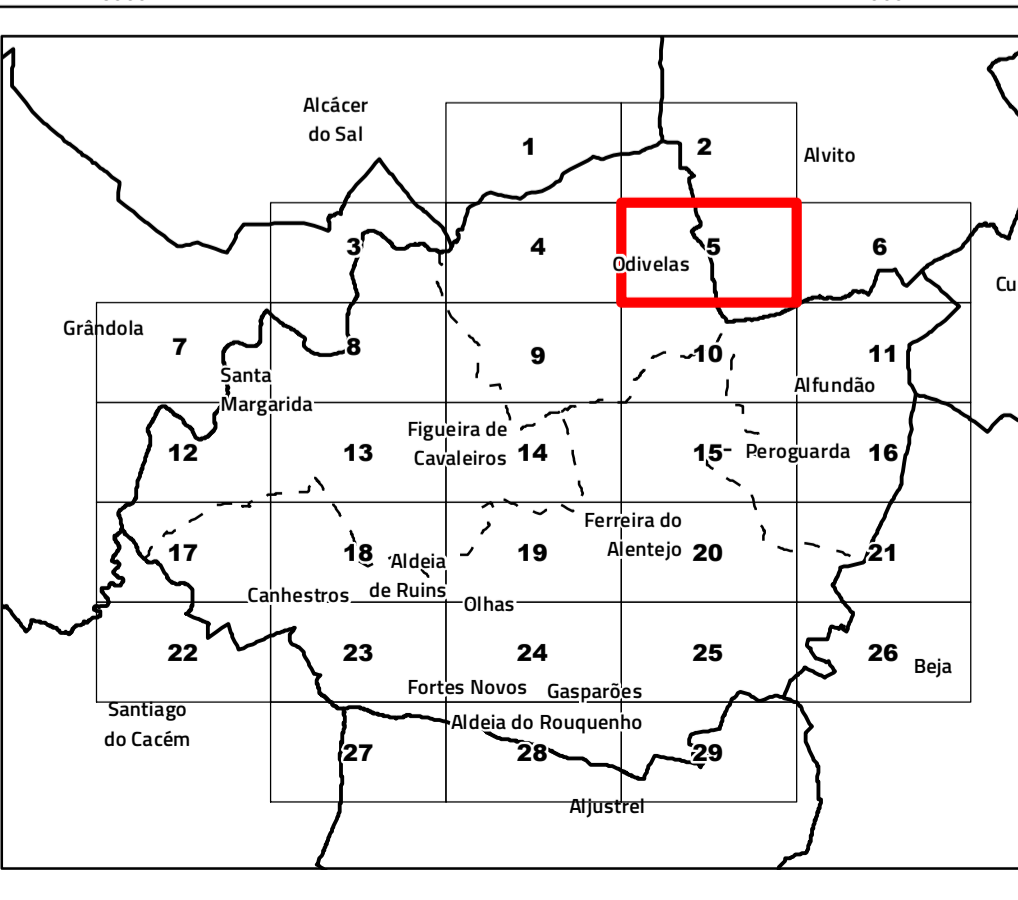 Alcácer
do Sal
1
2
Alvito
3
4
5
6
Odivelas
Cu
Grândola
7
8
9
10
11
Santa
Margarida
Alfundão
Figueira de
Cavaleiros
12
13
14
15
Peroguarda
16
Ferreira do
Alentejo
17
18
Aldeia
de Ruins
19
20
21
Canhestros
Olhas
22
23
24
25
26
Beja
Fortes Novos
Gasparões
Santiago
do Cacém
Aldeia do Rouquenho
27
28
29
Aljustrel